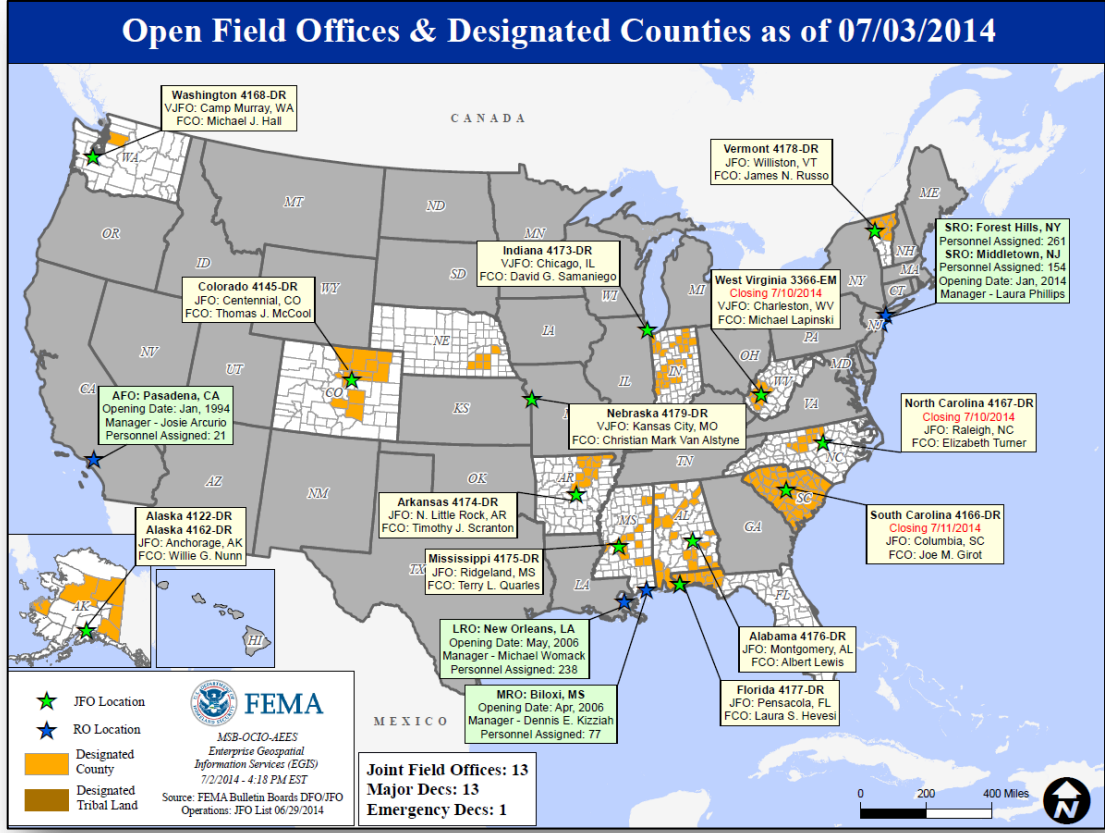 Open Field Offices & Designated Counties as of 07/03/2014
CANADA
Washington 4168-DR
VJFO: Camp Murray, WA
FCO: Michael J. Hall
Vermont 4178-DR
JFO: Williston, VT
FCO: James N. Russo
SRO: Forest Hills, NY
Personnel Assigned: 261
SRO: Middletown, NJ
Personnel Assigned: 154
Opening Date: Jan, 2014
Manager - Laura Phillips
Indiana 4173-DR
VJFO: Chicago, IL
FCO: David G. Samaniego
West Virginia 3366-EM
Closing 7/10/2014
VJFO: Charleston, WV
FCO: Michael Lapinski
Colorado 4145-DR
JFO: Centennial, CO
FCO: Thomas J. McCool
AFO: Pasadena, CA
Opening Date: Jan, 1994
Manager - Josie Arcurio
Personnel Assigned: 21
Nebraska 4179-DR
VJFO: Kansas City, MO
FCO: Christian Mark Van Alstyne
North Carolina 4167-DR
Closing 7/10/2014
JFO: Raleigh, NC
FCO: Elizabeth Turner
Arkansas 4174-DR
JFO: N. Little Rock, AR
FCO: Timothy J. Scranton
South Carolina 4166-DR
Closing 7/11/2014
JFO: Columbia, SC
FCO: Joe M. Girot
Alaska 4122-DR
Alaska 4162-DR
JFO: Anchorage, AK
FCO: Willie G. Nunn
Mississippi 4175-DR
JFO: Ridgeland, MS
FCO: Terry L. Quarles
LRO: New Orleans, LA
Opening Date: May, 2006
Manager - Michael Womack
Personnel Assigned: 238
Alabama 4176-DR
JFO: Montgomery, AL
FCO: Albert Lewis
MRO: Biloxi, MS
Opening Date: Apr, 2006
Manager - Dennis E. Kizziah
Personnel Assigned: 77
Florida 4177-DR
JFO: Pensacola, FL
FCO: Laura S. Hevesi
WA
MT
ND
MN
ME
OR
ID
SD
WI
MI
NY
NH
MA
CT
WY
IA
PA
NJ
NE
OH
MD
NV
UT
IL
IN
WV
CA
CO
KS
VA
AZ
NM
OK
AR
TN
NC
SC
MS
AL
GA
TX
LA
FL
AK
HI
MEXICO
JFO Location
RO Location
Designated
County
Designated
Tribal Land
FEMA
MSB-OCIO-AEES
Enterprise Geospatial
Information Services (EGIS)
7/2/2014 - 4:18 PM EST
Source: FEMA Bulletin Boards DFO/JFO
Operations: JFO List 06/29/2014
Joint Field Offices: 13
Major Decs: 13
Emergency Decs: 1
0 200 400 Miles
N